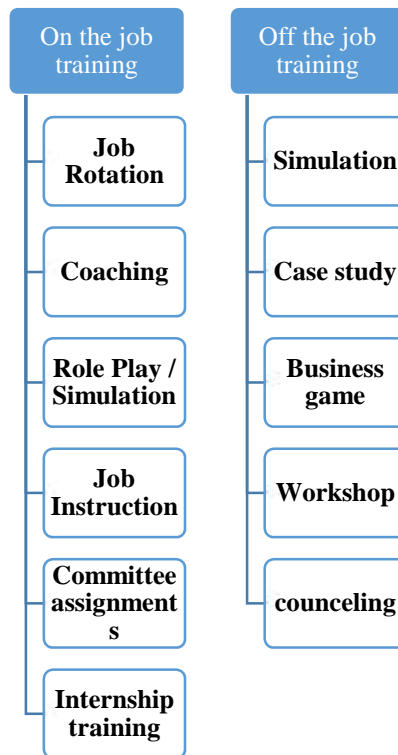 On the job
training
Job
Rotation
Coaching
Role Play /
Simulation
Job
Instruction
Committee
assignment
s
Internship
training
Off the job
training
Simulation
Case study
Business
game
Workshop
counceling